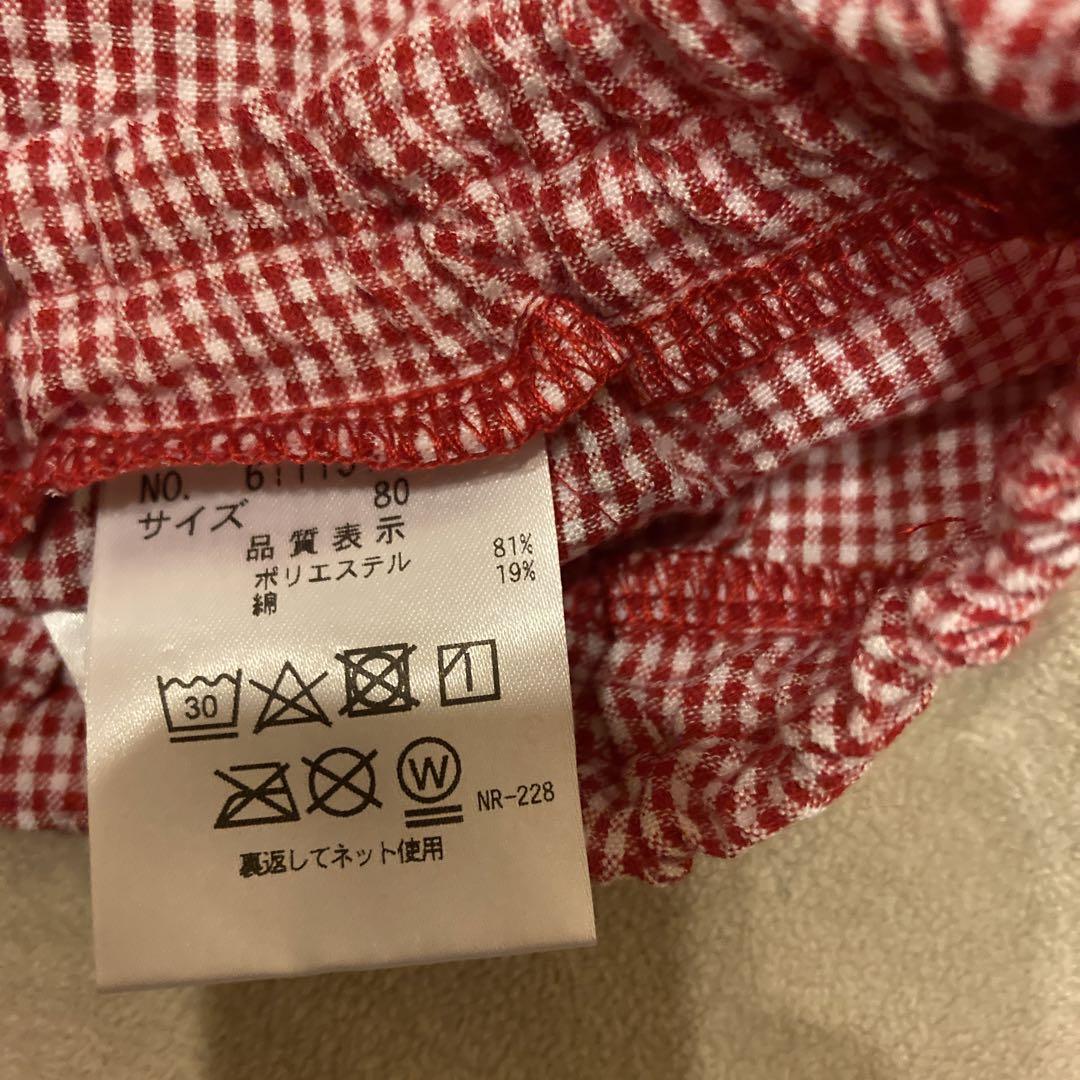 NO.
サイズ 80
品質表示
ポリエステル 81%
綿 19%
30
W NR-228
裏返してネット使用